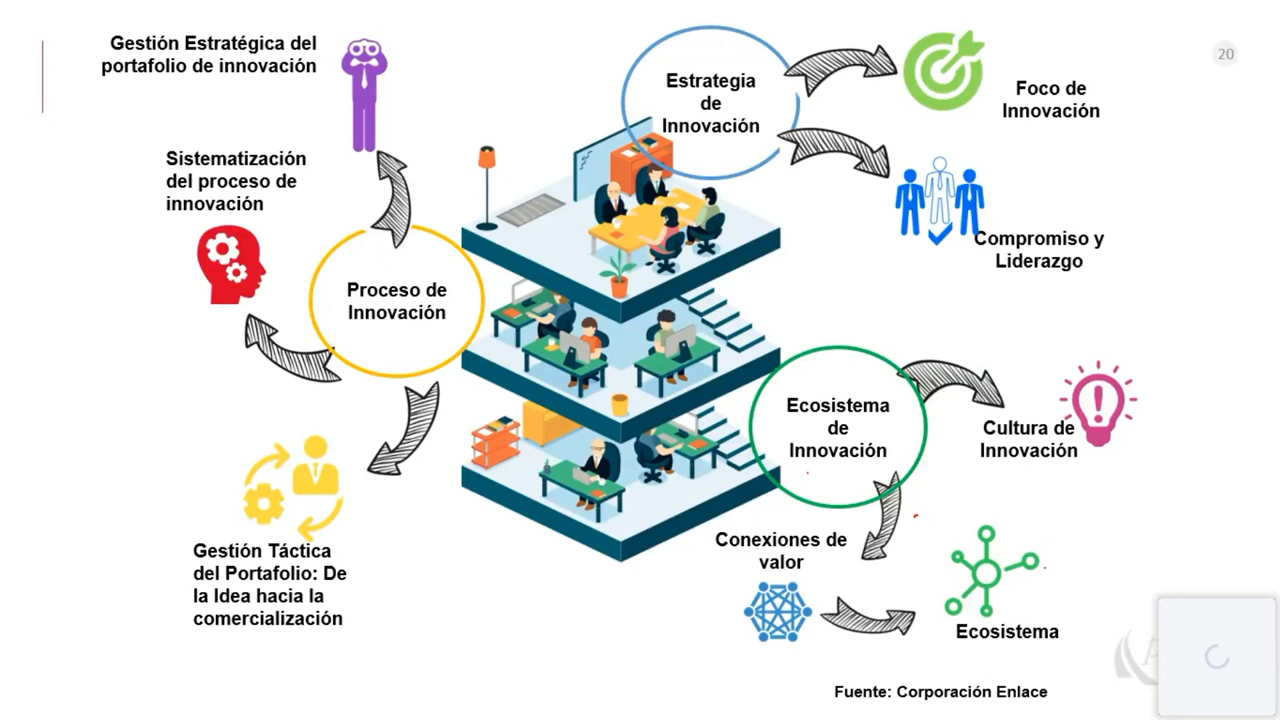 Gestión Estratégica del
portafolio de innovación
20
Estrategia
de
Innovación
Foco de
Innovación
Sistematización
del proceso de
innovación
Compromiso y
Liderazgo
Proceso de
Innovación
Ecosistema
de
Innovación
Cultura de
Innovación
Gestión Táctica
del Portafolio: De
la Idea hacia la
comercialización
Conexiones de
valor
Ecosistema
Fuente: Corporación Enlace